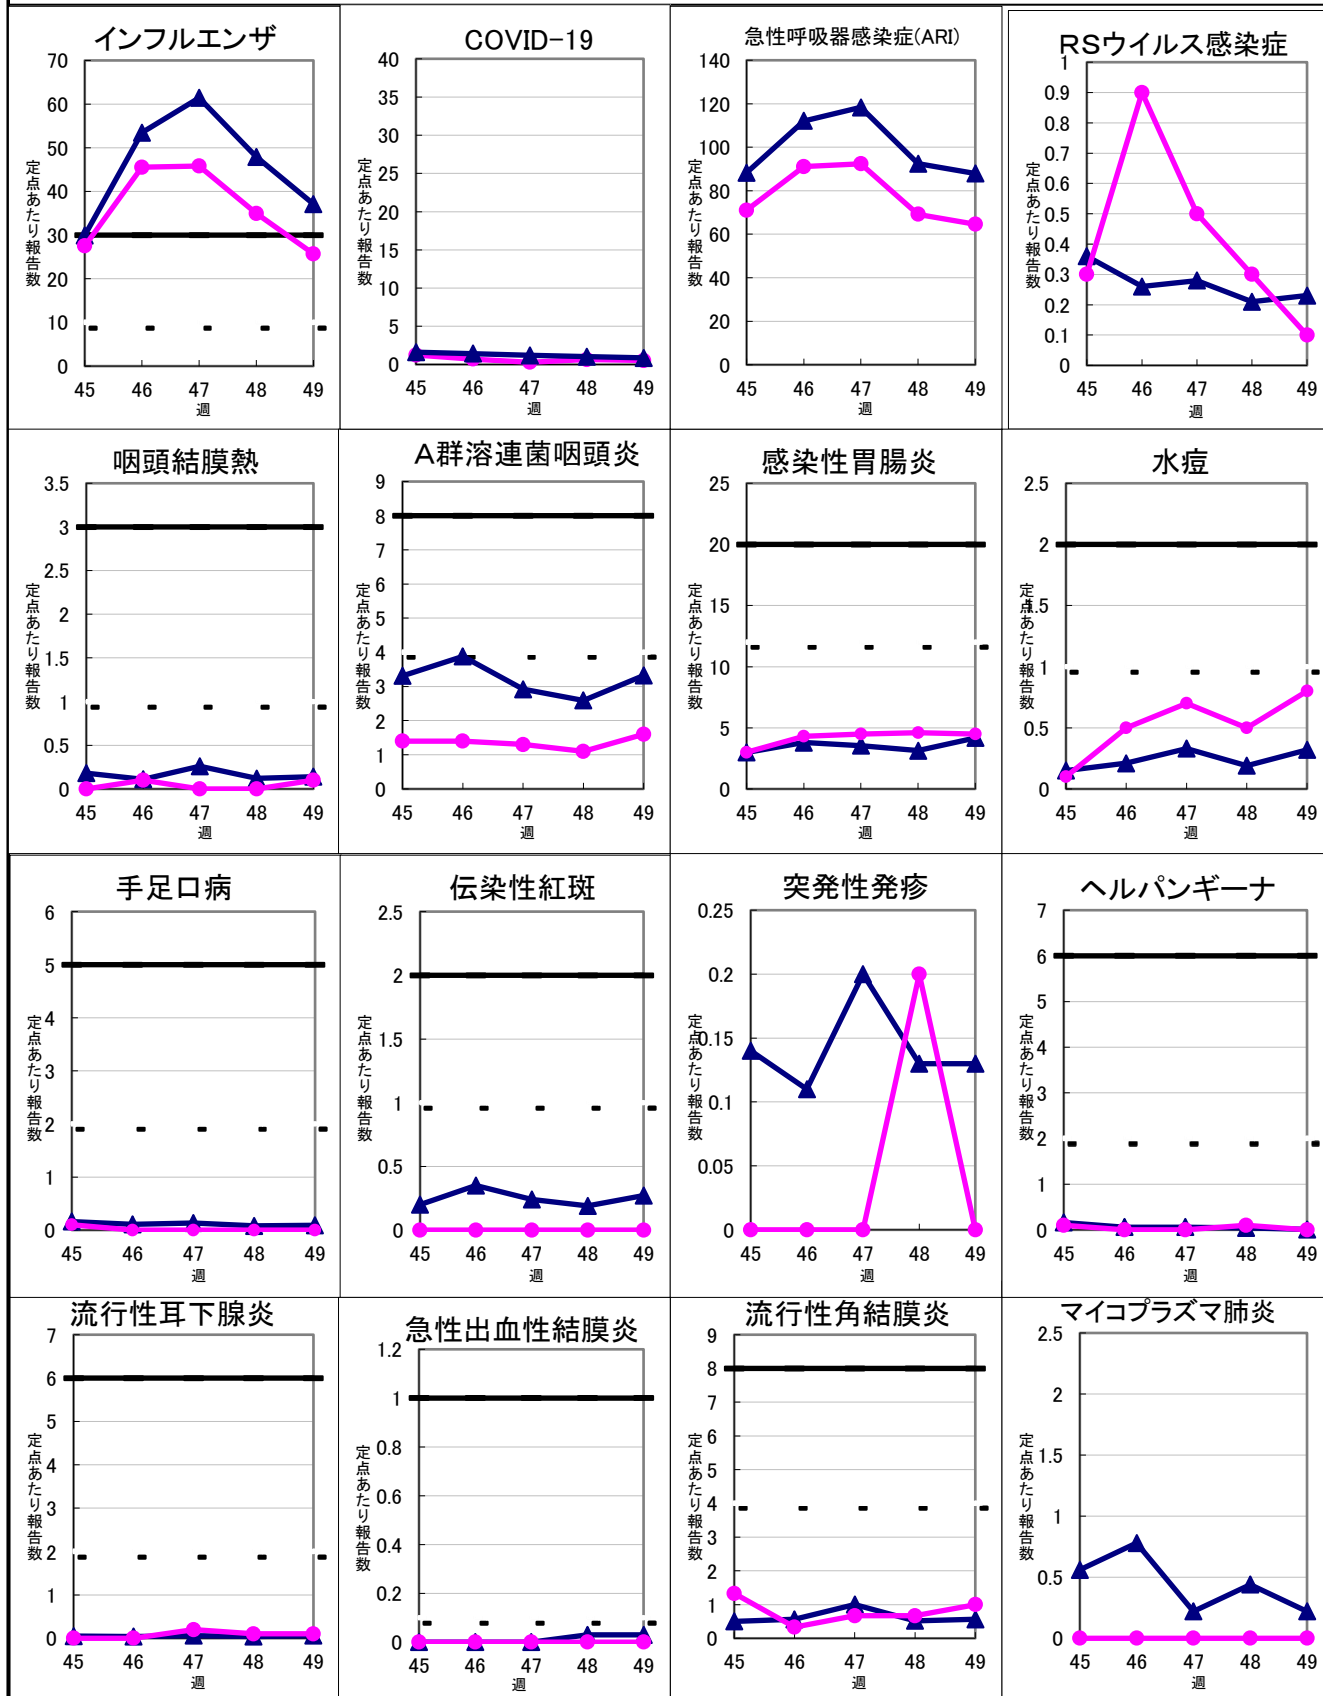 インフルエンザ
70
60
50
40
30
20
10
0
定点あたり報告数
45 46 47 48 49
週
COVID-19
40
35
30
25
20
15
10
5
0
定点あたり報告数
45 46 47 48 49
週
急性呼吸器感染症(ARI)
140
120
100
80
60
40
20
0
定点あたり報告数
45 46 47 48 49
週
RSウイルス感染症
1
0.9
0.8
0.7
0.6
0.5
0.4
0.3
0.2
0.1
0
定点あたり報告数
45 46 47 48 49
週
咽頭結膜熱
3.5
3
2.5
2
1.5
1
0.5
0
定点あたり報告数
45 46 47 48 49
週
A群溶連菌咽頭炎
9
8
7
6
5
4
3
2
1
0
定点あたり報告数
45 46 47 48 49
週
感染性胃腸炎
25
20
15
10
5
0
定点あたり報告数
45 46 47 48 49
週
水痘
2.5
2
1.5
1
0.5
0
定点あたり報告数
45 46 47 48 49
週
手足口病
6
5
4
3
2
1
0
定点あたり報告数
45 46 47 48 49
週
伝染性紅斑
2.5
2
1.5
1
0.5
0
定点あたり報告数
45 46 47 48 49
週
突発性発疹
0.25
0.2
0.15
0.1
0.05
0
定点あたり報告数
45 46 47 48 49
週
ヘルパンギーナ
7
6
5
4
3
2
1
0
定点あたり報告数
45 46 47 48 49
週
流行性耳下腺炎
7
6
5
4
3
2
1
0
定点あたり報告数
45 46 47 48 49
週
急性出血性結膜炎
1.2
1
0.8
0.6
0.4
0.2
0
定点あたり報告数
45 46 47 48 49
週
流行性角結膜炎
9
8
7
6
5
4
3
2
1
0
定点あたり報告数
45 46 47 48 49
週
マイコプラズマ肺炎
2.5
2
1.5
1
0.5
0
定点あたり報告数
45 46 47 48 49
週